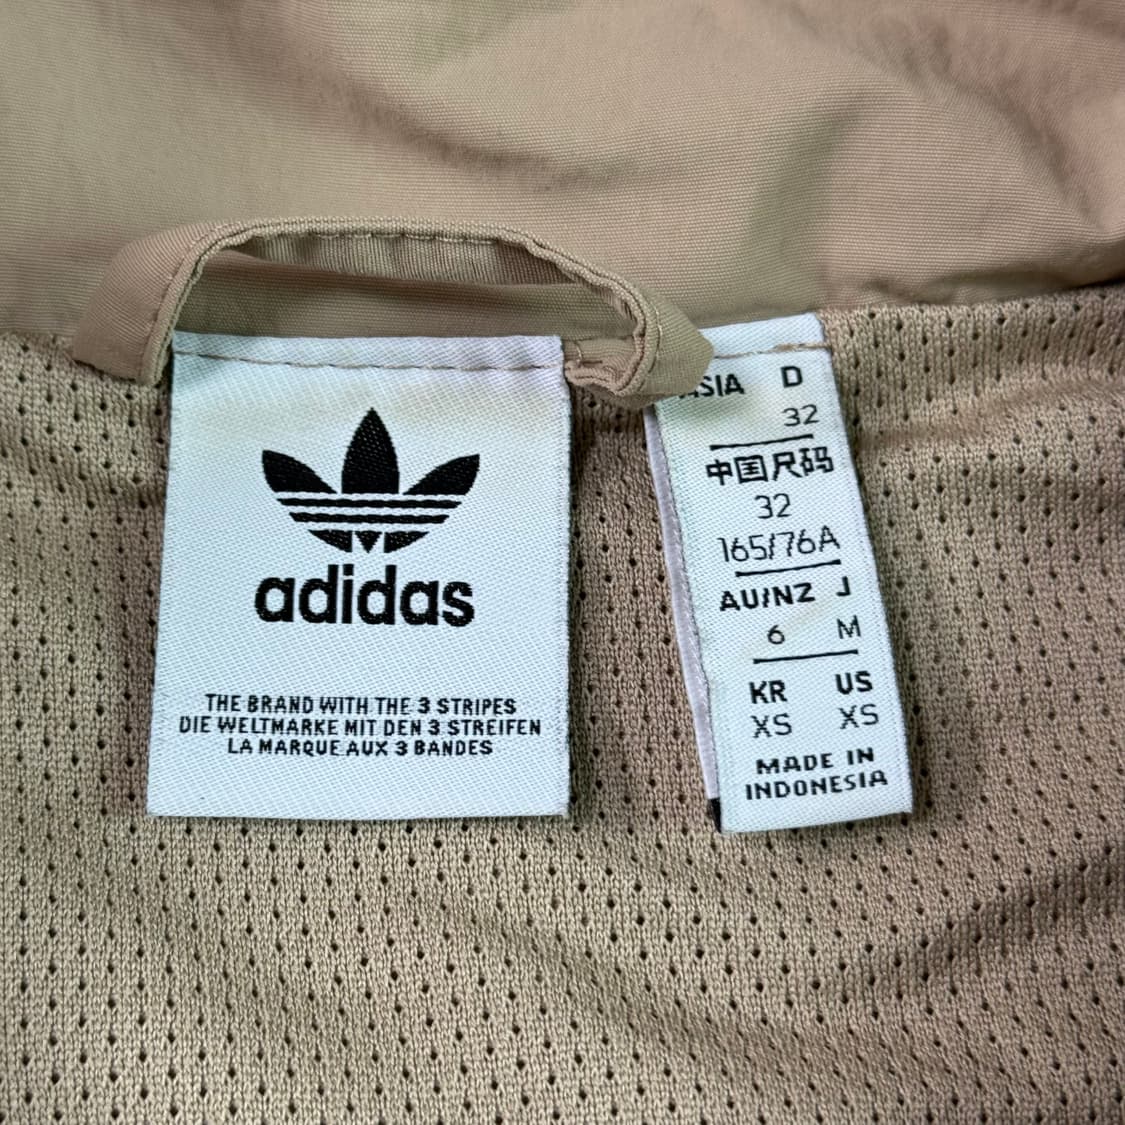 adidas
THE BRAND WITH THE 3 STRIPES
DIE WELTMARKE MIT DEN 3 STREIFEN
LA MARQUE AUX 3 BANDES
ASIA D
32
中国尺码
32
165/76A
AU/NZ J
6 M
KR US
XS XS
MADE IN
INDONESIA